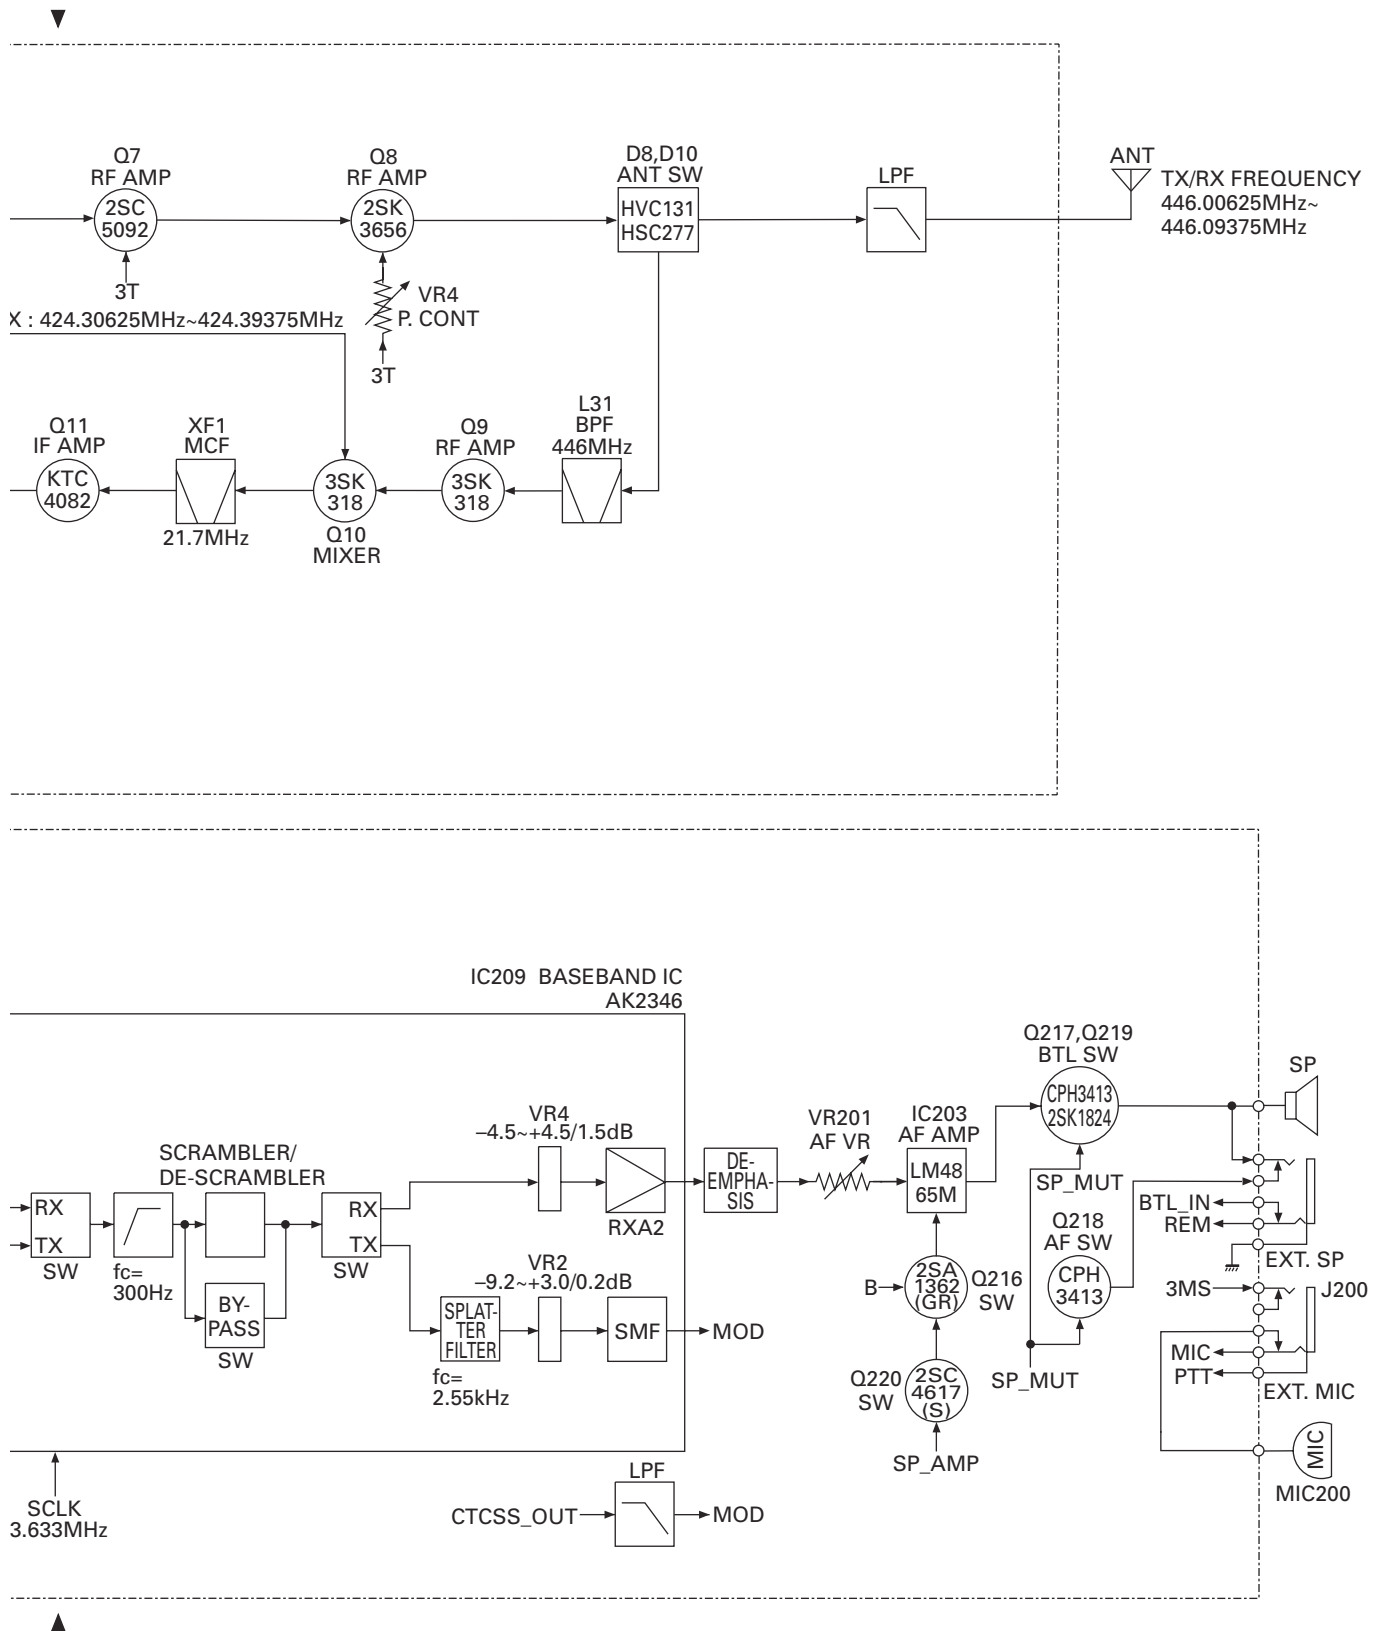 Q7
RF AMP
2SC
5092
3T
Q8
RF AMP
2SK
3656
VR4
P. CONT
3T
D8,D10
ANT SW
HVC131
HSC277
LPF
ANT
TX/RX FREQUENCY
446.00625MHz~
446.09375MHz
X : 424.30625MHz~424.39375MHz
Q11
IF AMP
KTC
4082
XF1
MCF
21.7MHz
3SK
318
Q10
MIXER
Q9
RF AMP
3SK
318
L31
BPF
446MHz
IC209 BASEBAND IC
AK2346
RX
TX
SW
fc=
300Hz
SCRAMBLER/
DE-SCRAMBLER
BY-
PASS
SW
RX
TX
SW
VR4
–4.5~+4.5/1.5dB
RXA2
VR2
–9.2~+3.0/0.2dB
SPLAT-
TER
FILTER
fc=
2.55kHz
SMF
MOD
DE-
EMPHA-
SIS
VR201
AF VR
IC203
AF AMP
LM48
65M
B
2SA
1362
(GR)
Q216
SW
Q220
SW
2SC
4617
(S)
SP_AMP
Q217,Q219
BTL SW
CPH3413
2SK1824
SP_MUT
Q218
AF SW
CPH
3413
SP_MUT
SP
BTL_IN
REM
EXT. SP
3MS
J200
MIC
PTT
EXT. MIC
MIC
MIC200
SCLK
3.633MHz
CTCSS_OUT
LPF
MOD